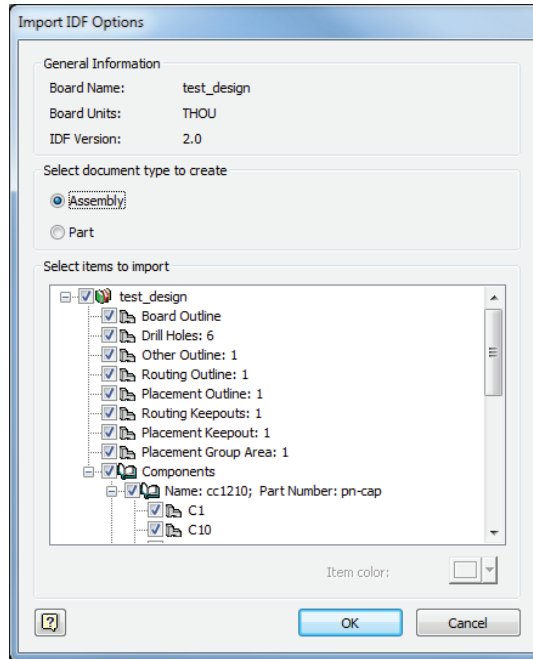 Import IDF Options
General Information
Board Name: test_design
Board Units: THOU
IDF Version: 2.0
Select document type to create
Assembly
Part
Select items to import
test_design
Board Outline
Drill Holes: 6
Other Outline: 1
Routing Outline: 1
Placement Outline: 1
Routing Keepouts: 1
Placement Keepout: 1
Placement Group Area: 1
Components
Name: cc1210; Part Number: pn-cap
C1
C10
Item color:
OK Cancel